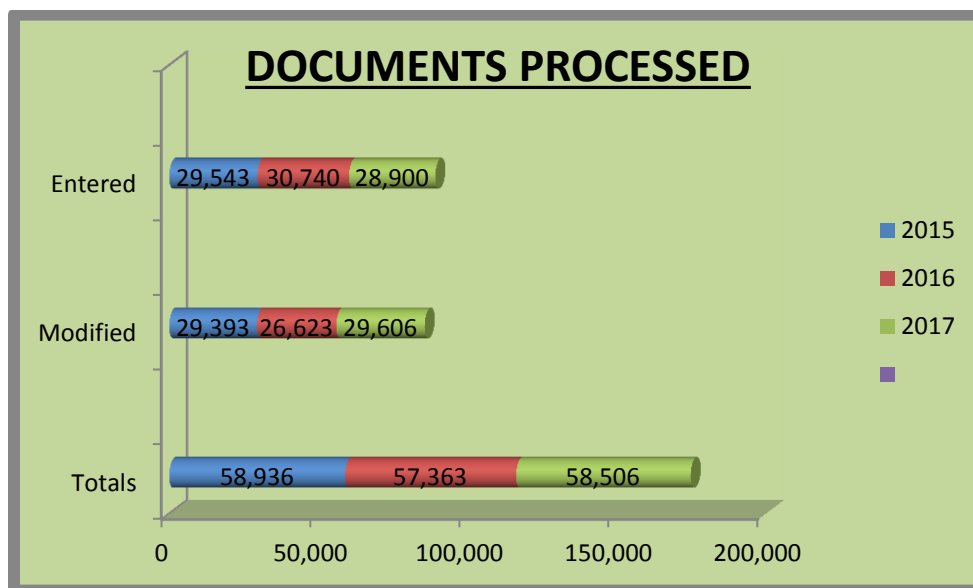 DOCUMENTS PROCESSED
Entered
29,543 30,740 28,900
Modified
29,393 26,623 29,606
Totals
58,936 57,363 58,506
0 50,000 100,000 150,000 200,000
2015
2016
2017